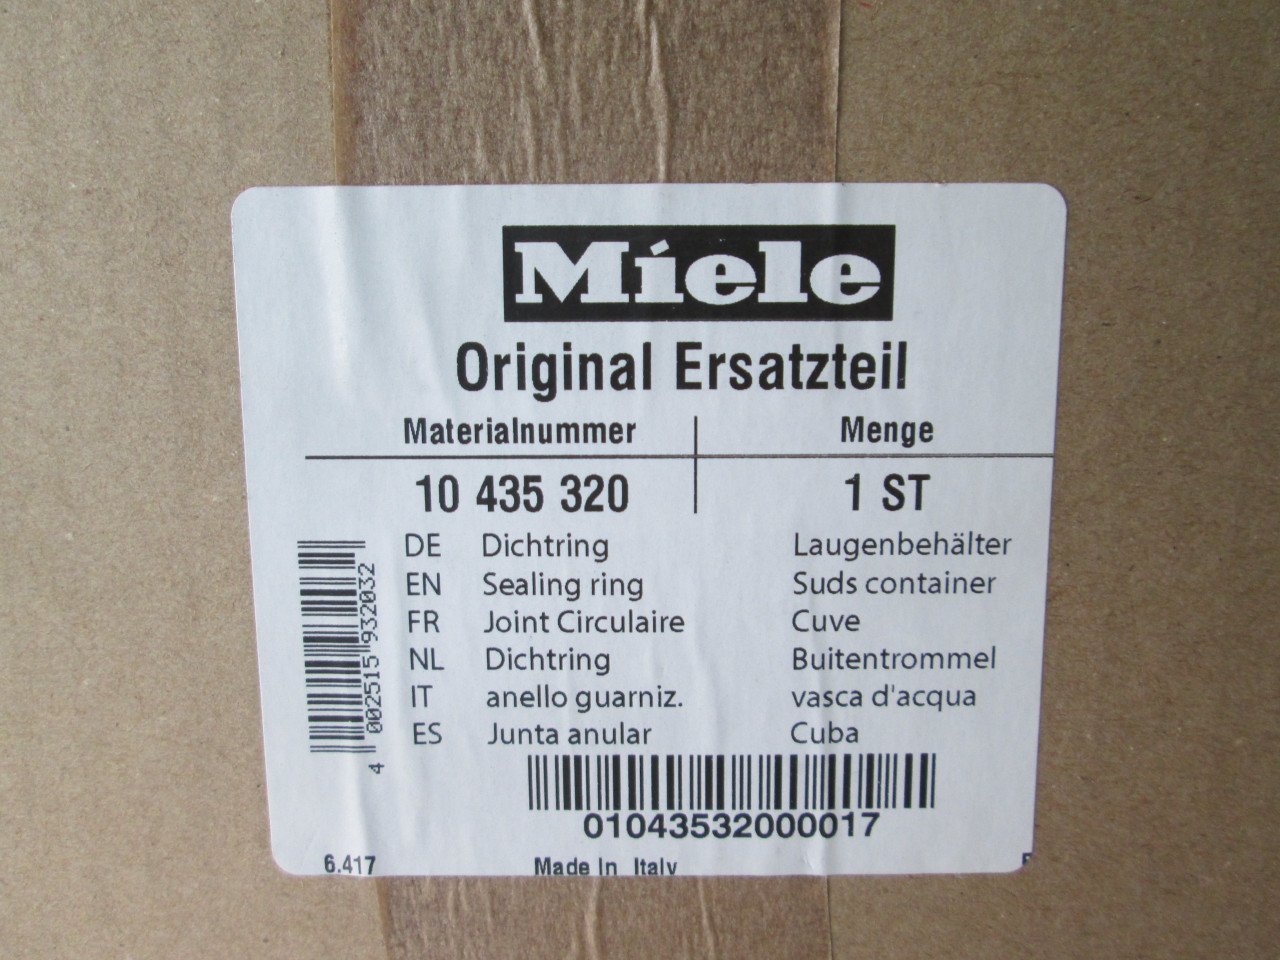 Miele
Original Ersatzteil
Materialnummer Menge
10 435 320 1 ST
DE Dichtring Laugenbehälter
EN Sealing ring Suds container
FR Joint Circulaire Cuve
NL Dichtring Buitentrommel
IT anello guarniz. vasca d'acqua
ES Junta anular Cuba
4 002515 932032
01043532000017
6.417 Made In Italy